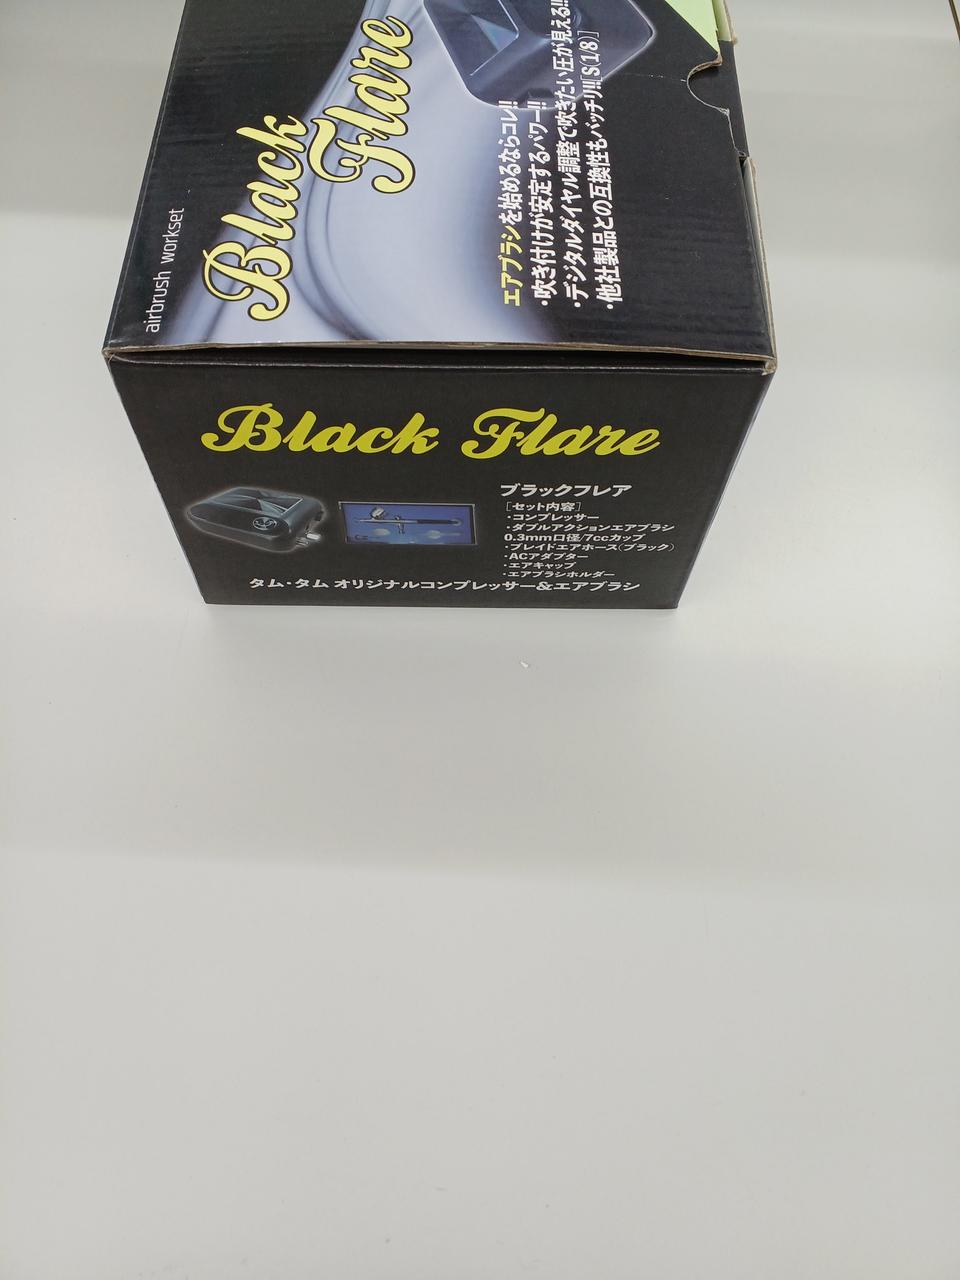 airbrush workset
Black
Flare
エアブラシを始めるならコレ!!
・吹き付けが安定するパワー!!
・デジタルダイヤル調整で吹きたい圧が見える!!
・他社製品との互換性もバッチリ!![S(1/8)]
Black Flare
ブラックフレア
[セット内容]
・コンプレッサー
・ダブルアクションエアブラシ
0.3mm口径/7ccカップ
・ブレイドエアホース(ブラック)
・ACアダプター
・エアキャップ
・エアブラシホルダー
タム・タム オリジナルコンプレッサー&エアブラシ